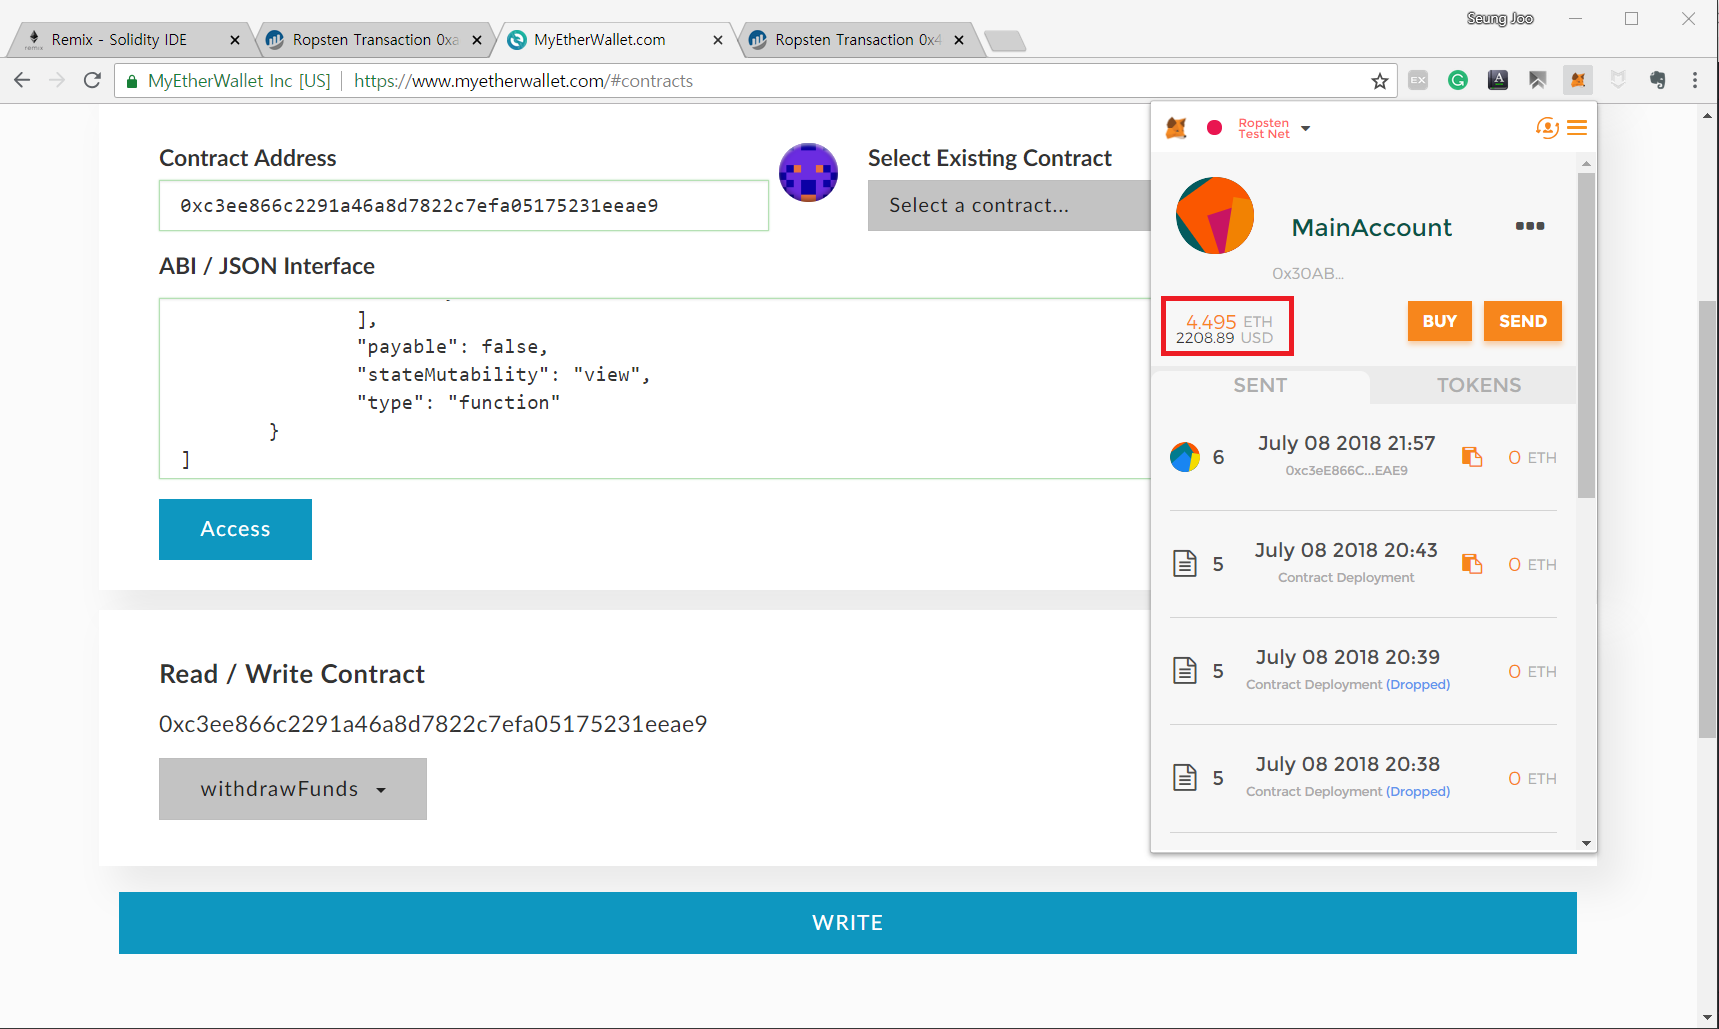 Seung Joo
Remix - Solidity IDE
Ropsten Transaction 0xa
MyEtherWallet.com
Ropsten Transaction 0x4
MyEtherWallet Inc [US]
https://www.myetherwallet.com/#contracts
Contract Address
0xc3ee866c2291a46a8d7822c7efa05175231eeae9
Select Existing Contract
Select a contract...
ABI / JSON Interface
],
"payable": false,
"stateMutability": "view",
"type": "function"
}
]
Access
Read / Write Contract
0xc3ee866c2291a46a8d7822c7efa05175231eeae9
withdrawFunds
WRITE
Ropsten
Test Net
MainAccount
0x30AB...
4.495 ETH
2208.89 USD
BUY
SEND
SENT
TOKENS
6
July 08 2018 21:57
0xc3eE866C...EAE9
0 ETH
5
July 08 2018 20:43
Contract Deployment
0 ETH
5
July 08 2018 20:39
Contract Deployment (Dropped)
0 ETH
5
July 08 2018 20:38
Contract Deployment (Dropped)
0 ETH